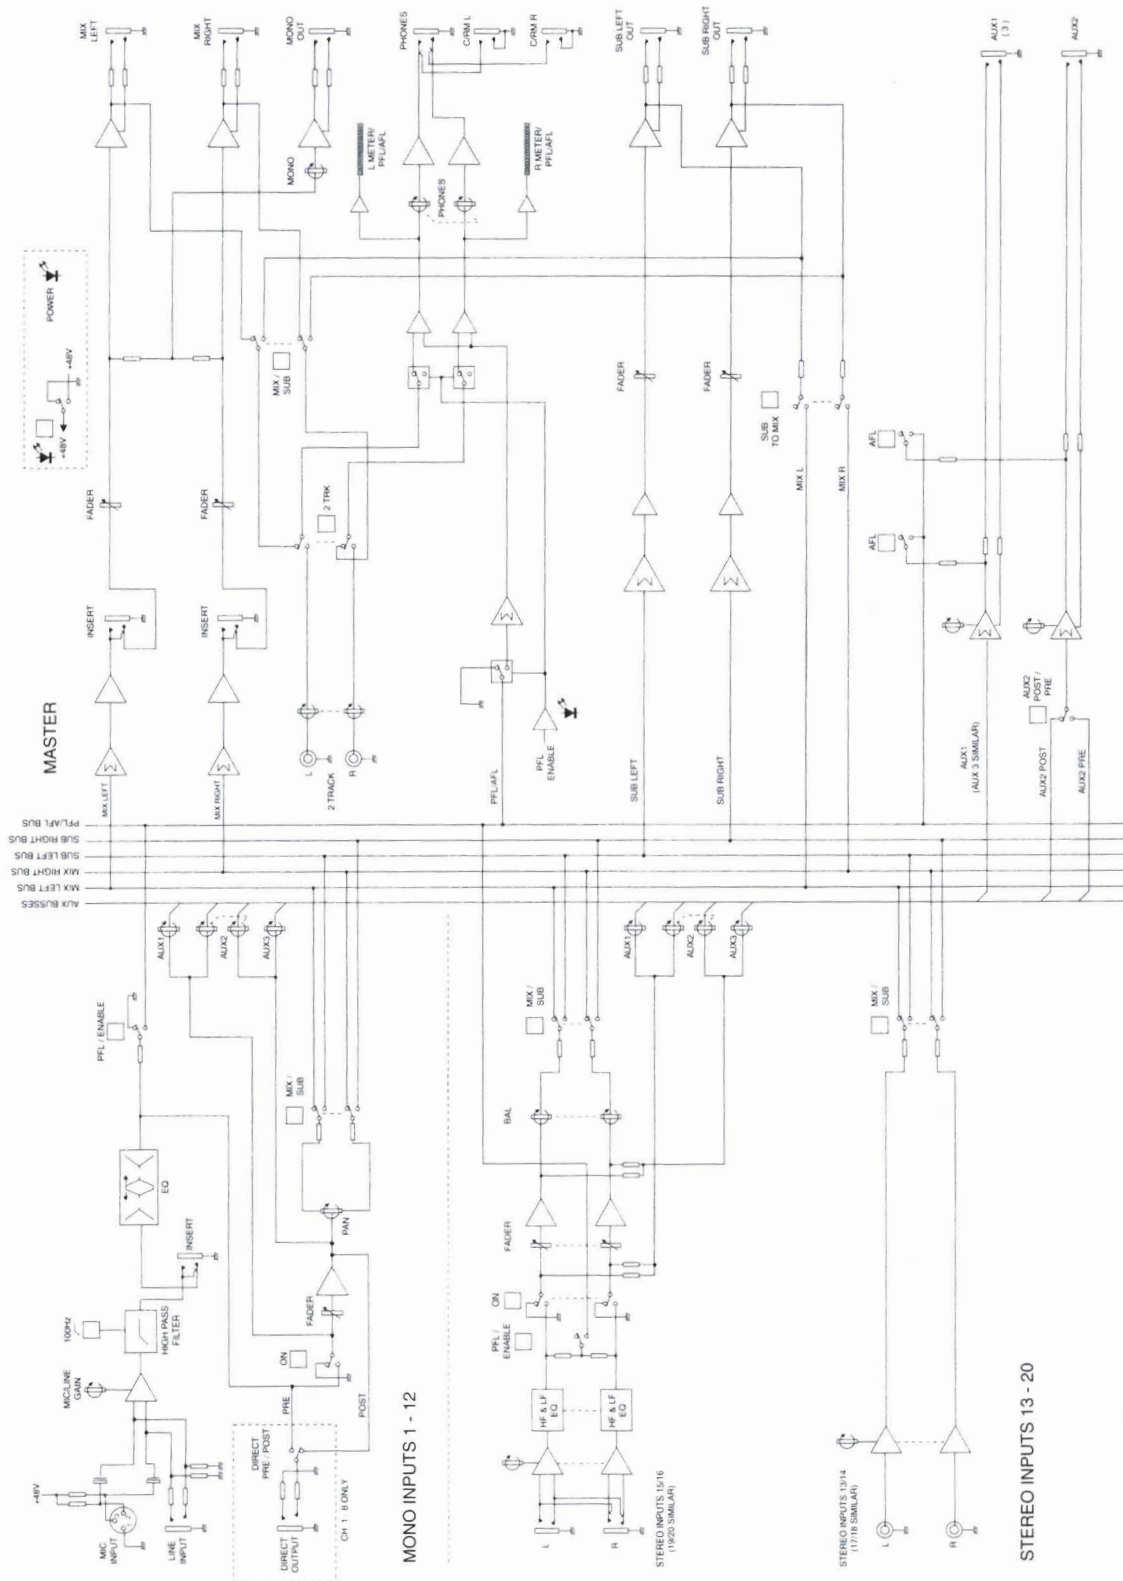 MASTER
MIX
LEFT
MIX
RIGHT
MONO
OUT
PHONES
C/RM L
C/RM R
SUB LEFT
OUT
SUB RIGHT
OUT
AUX1
( 3 )
AUX2
POWER
+48V
+48V
MONO
L METER/
PFL/AFL
PHONES
R METER/
PFL/AFL
FADER
FADER
MIX /
SUB
FADER
FADER
2 TRK
SUB
TO MIX
MIX L
MIX R
AFL
AFL
INSERT
INSERT
Σ
Σ
Σ
Σ
Σ
Σ
Σ
MIX LEFT
MIX RIGHT
L
2 TRACK
R
PFL/AFL
PFL
ENABLE
SUB LEFT
SUB RIGHT
AUX1
(AUX 3 SIMILAR)
AUX2
POST /
PRE
AUX2 POST
AUX2 PRE
PFL/AFL BUS
SUB RIGHT BUS
SUB LEFT BUS
MIX RIGHT BUS
MIX LEFT BUS
AUX BUSSES
MONO INPUTS 1 - 12
+48V
MIC
INPUT
LINE
INPUT
MIC/LINE
GAIN
100Hz
HIGH PASS
FILTER
INSERT
EQ
PFL / ENABLE
AUX1
AUX2
AUX3
DIRECT
OUTPUT
DIRECT
PRE / POST
CH 1 8 ONLY
PRE
POST
ON
FADER
PAN
MIX /
SUB
STEREO INPUTS 13 - 20
L
R
STEREO INPUTS 15/16
(19/20 SIMILAR)
HF & LF
EQ
HF & LF
EQ
PFL /
ENABLE
ON
FADER
BAL
MIX /
SUB
AUX1
AUX2
AUX3
STEREO INPUTS 13/14
(17/18 SIMILAR)
L
R
MIX /
SUB